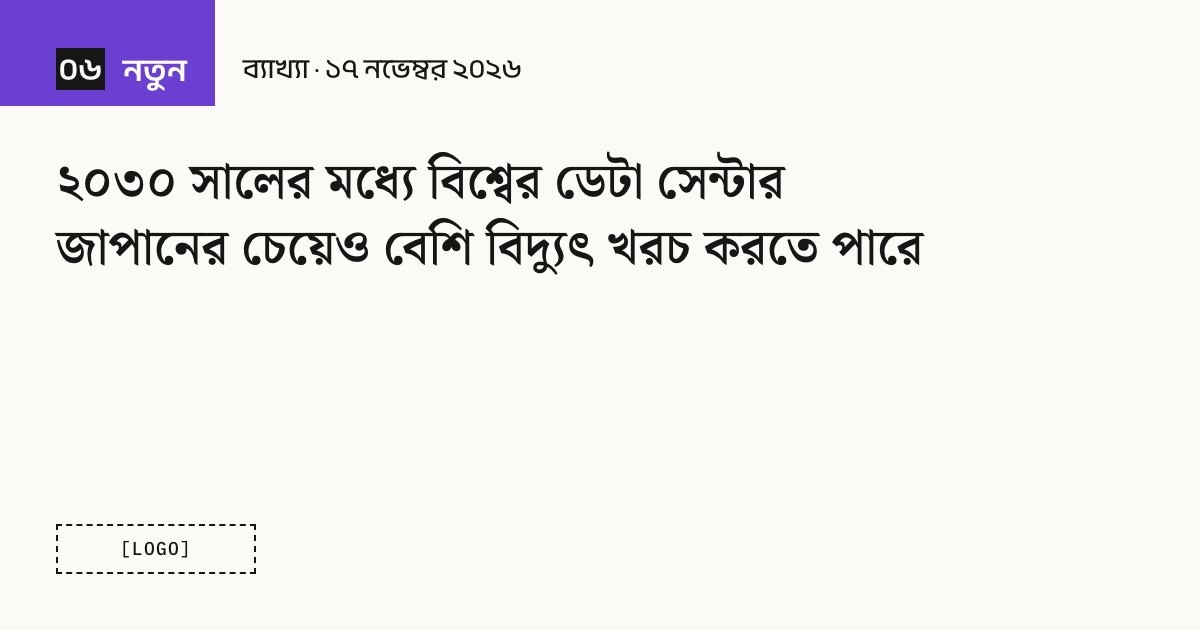 ০৬ নতুন ব্যাখ্যা · ১৭ নভেম্বর ২০২৬
২০৩০ সালের মধ্যে বিশ্বের ডেটা সেন্টার
জাপানের চেয়েও বেশি বিদ্যুৎ খরচ করতে পারে
[LOGO]